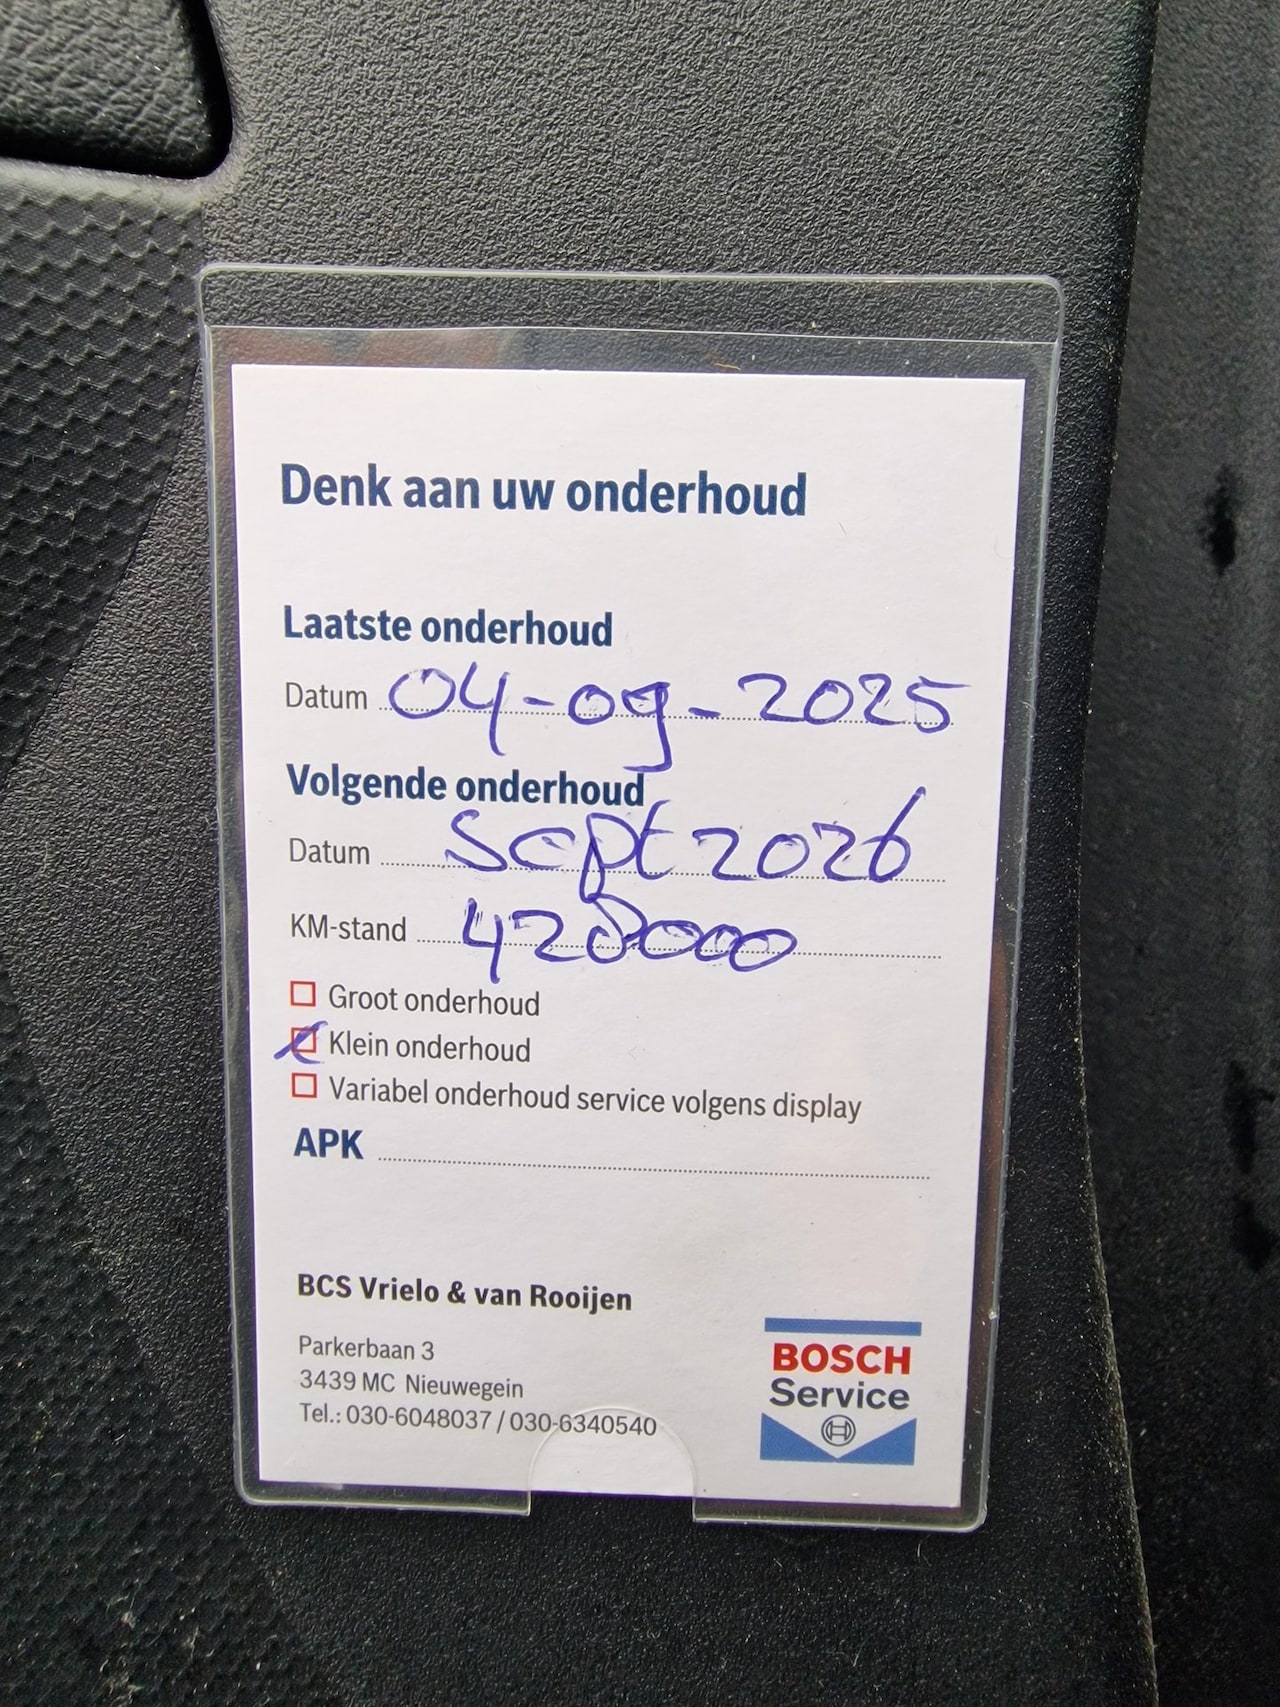 Denk aan uw onderhoud
Laatste onderhoud
Datum 04-09-2025
Volgende onderhoud
Datum sept 2026
KM-stand 428000
Groot onderhoud
Klein onderhoud
Variabel onderhoud service volgens display
APK
BCS Vrielo & van Rooijen
Parkerbaan 3
3439 MC Nieuwegein
Tel.: 030-6048037 / 030-6340540
BOSCH
Service